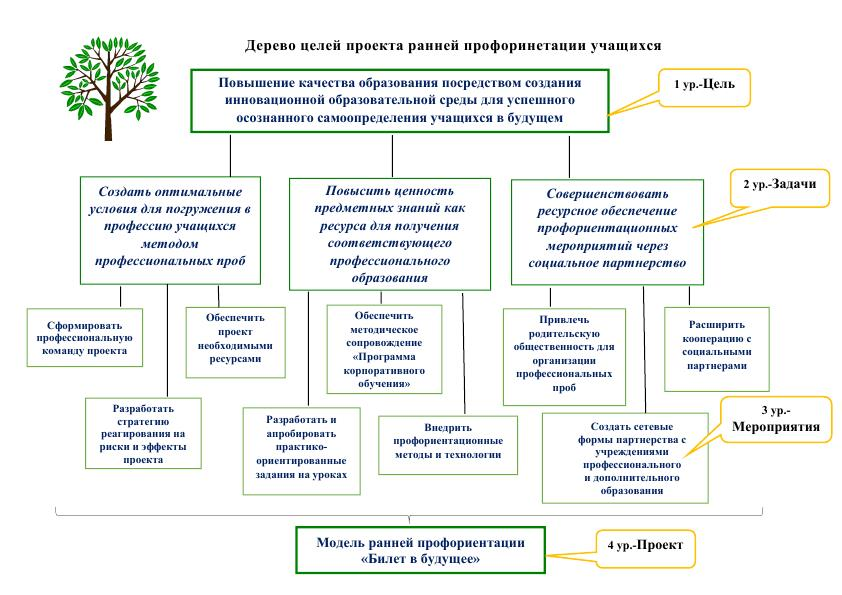 Дерево целей проекта ранней профоринетации учащихся
Повышение качества образования посредством создания
инновационной образовательной среды для успешного
осознанного самоопределения учащихся в будущем
1 ур.-Цель
2 ур.-Задачи
Создать оптимальные
условия для погружения в
профессию учащихся
методом
профессиональных проб
Повысить ценность
предметных знаний как
ресурса для получения
соответствующего
профессионального
образования
Совершенствовать
ресурсное обеспечение
профориентационных
мероприятий через
социальное партнерство
Сформировать
профессиональную
команду проекта
Обеспечить
проект
необходимыми
ресурсами
Обеспечить
методическое
сопровождение
«Программа
корпоративного
обучения»
Привлечь
родительскую
общественность для
организации
профессиональных
проб
Расширить
кооперацию с
социальными
партнерами
Разработать
стратегию
реагирования на
риски и эффекты
проекта
Разработать и
апробировать
практико-
ориентированные
задания на уроках
Внедрить
профориентационные
методы и технологии
Создать сетевые
формы партнерства с
учреждениями
профессионального
и дополнительного
образования
3 ур.-
Мероприятия
Модель ранней профориентации
«Билет в будущее»
4 ур.-Проект